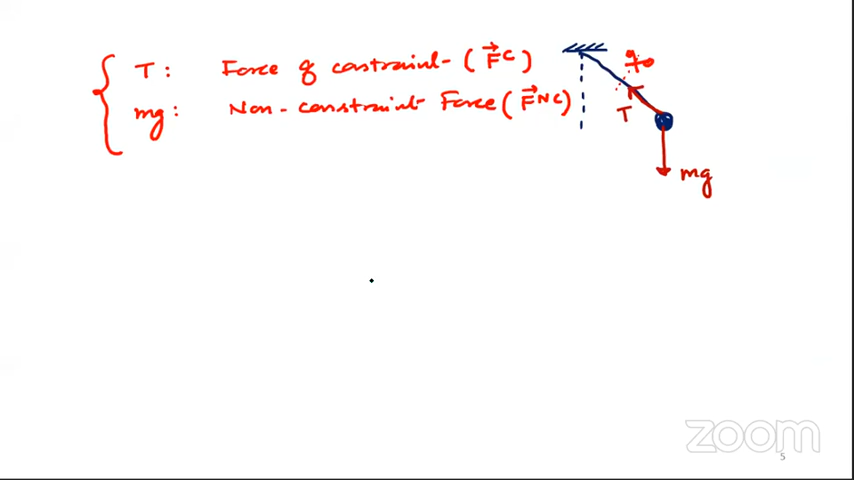 T : Force of constraint (F⃗ᶜ)
mg : Non-constraint Force (F⃗ᴺᶜ)
T
mg
zoom
5